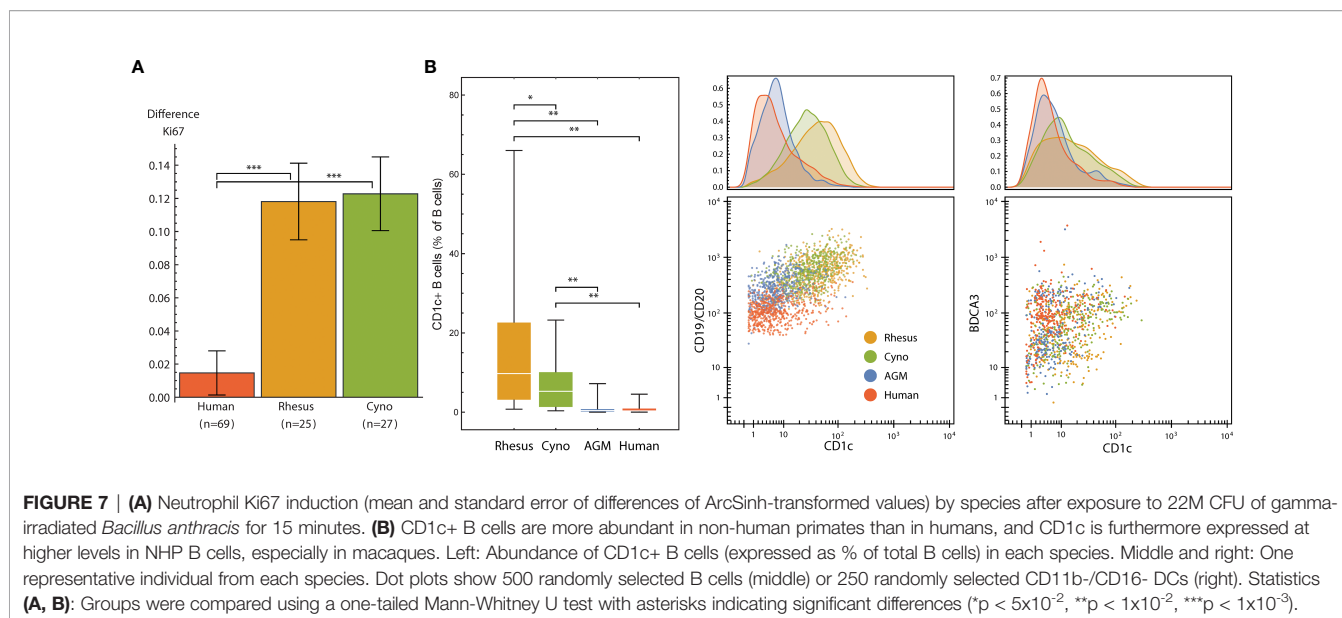 A
Difference
Ki67
0.14
0.12
0.10
0.08
0.06
0.04
0.02
0.00
***
***
Human
(n=69)
Rhesus
(n=25)
Cyno
(n=27)
B
CD1c+ B cells (% of B cells)
80
60
40
20
0
*
**
**
**
**
Rhesus
Cyno
AGM
Human
0.6
0.5
0.4
0.3
0.2
0.1
0.0
CD19/CD20
10⁴
10³
10²
10
1
Rhesus
Cyno
AGM
Human
1
10
10²
10³
10⁴
CD1c
0.7
0.6
0.5
0.4
0.3
0.2
0.1
0.0
BDCA3
10⁴
10³
10²
10
1
1
10
10²
10³
10⁴
CD1c
FIGURE 7 | (A) Neutrophil Ki67 induction (mean and standard error of differences of ArcSinh-transformed values) by species after exposure to 22M CFU of gamma-
irradiated Bacillus anthracis for 15 minutes. (B) CD1c+ B cells are more abundant in non-human primates than in humans, and CD1c is furthermore expressed at
higher levels in NHP B cells, especially in macaques. Left: Abundance of CD1c+ B cells (expressed as % of total B cells) in each species. Middle and right: One
representative individual from each species. Dot plots show 500 randomly selected B cells (middle) or 250 randomly selected CD11b-/CD16- DCs (right). Statistics
(A, B): Groups were compared using a one-tailed Mann-Whitney U test with asterisks indicating significant differences (*p < 5x10⁻², **p < 1x10⁻², ***p < 1x10⁻³).